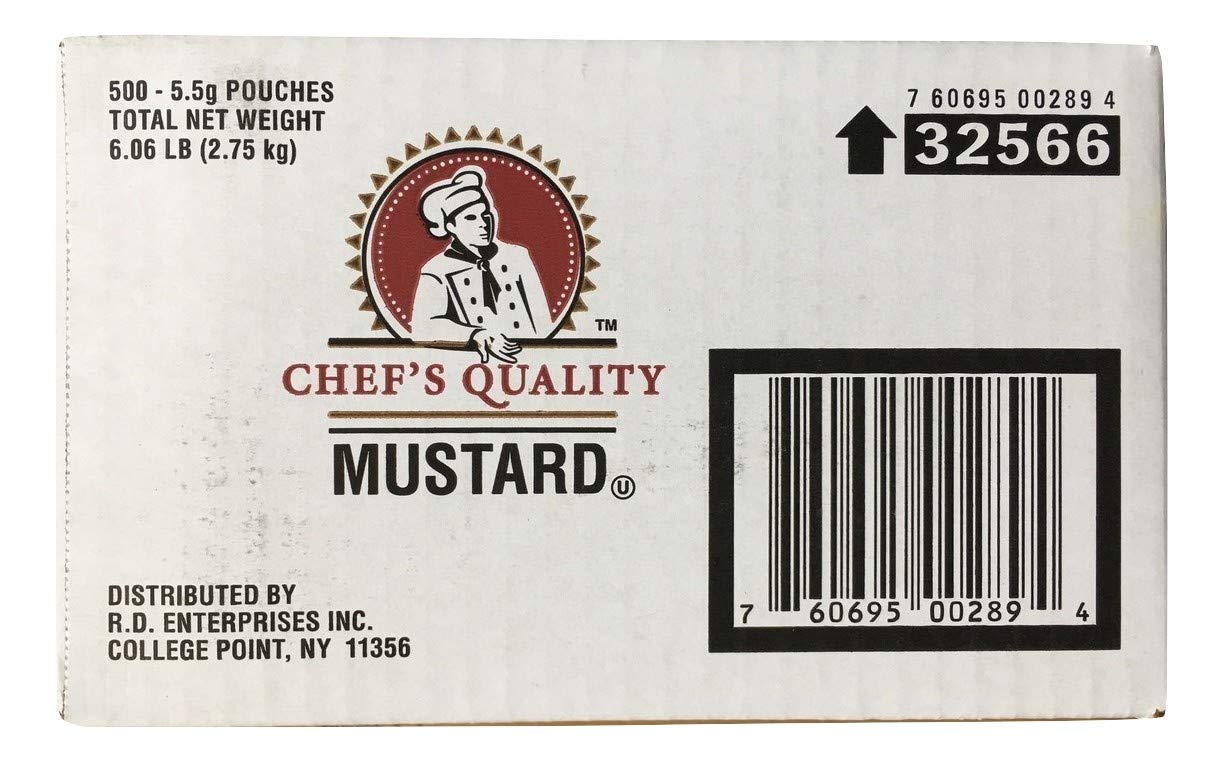 500 - 5.5g POUCHES
TOTAL NET WEIGHT
6.06 LB (2.75 kg)
7 60695 00289 4
32566
TM
CHEF'S QUALITY
MUSTARD Ⓤ
DISTRIBUTED BY
R.D. ENTERPRISES INC.
COLLEGE POINT, NY 11356
7 60695 00289 4